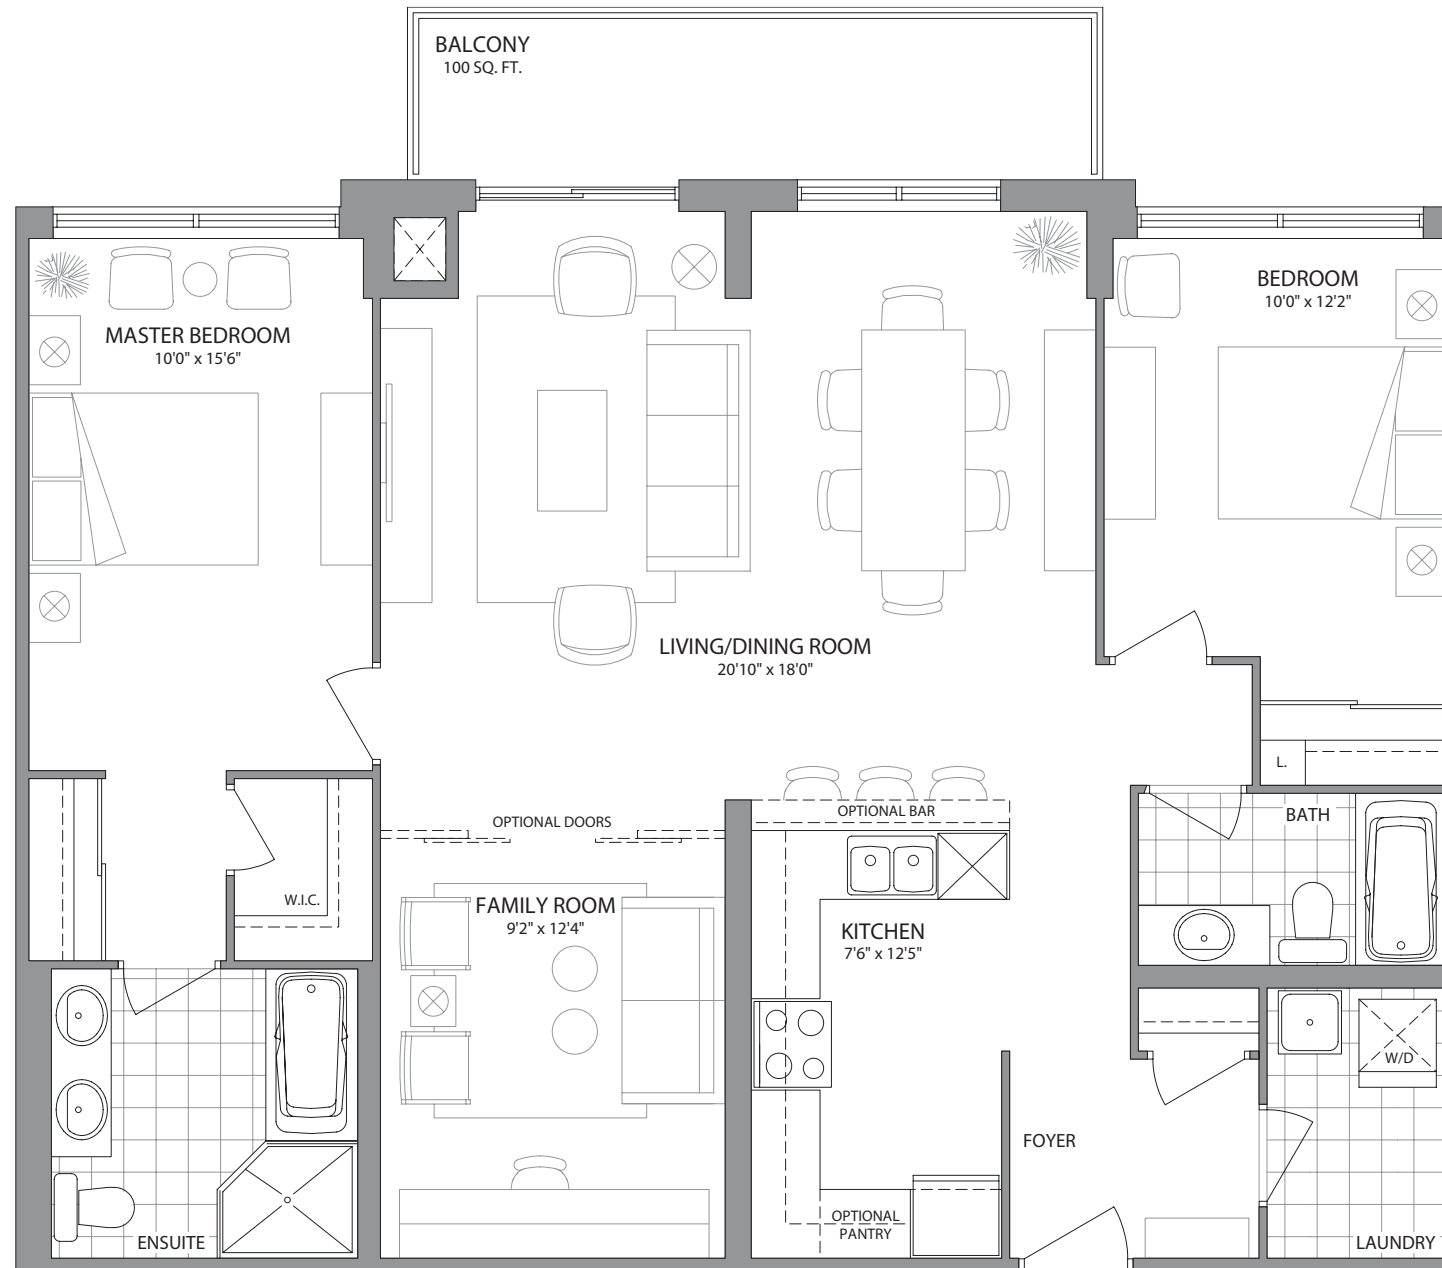 BALCONY
100 SQ. FT.
MASTER BEDROOM
10'0" x 15'6"
BEDROOM
10'0" x 12'2"
LIVING/DINING ROOM
20'10" x 18'0"
L.
OPTIONAL DOORS
OPTIONAL BAR
BATH
W.I.C.
FAMILY ROOM
9'2" x 12'4"
KITCHEN
7'6" x 12'5"
W/D
FOYER
OPTIONAL
PANTRY
ENSUITE
LAUNDRY